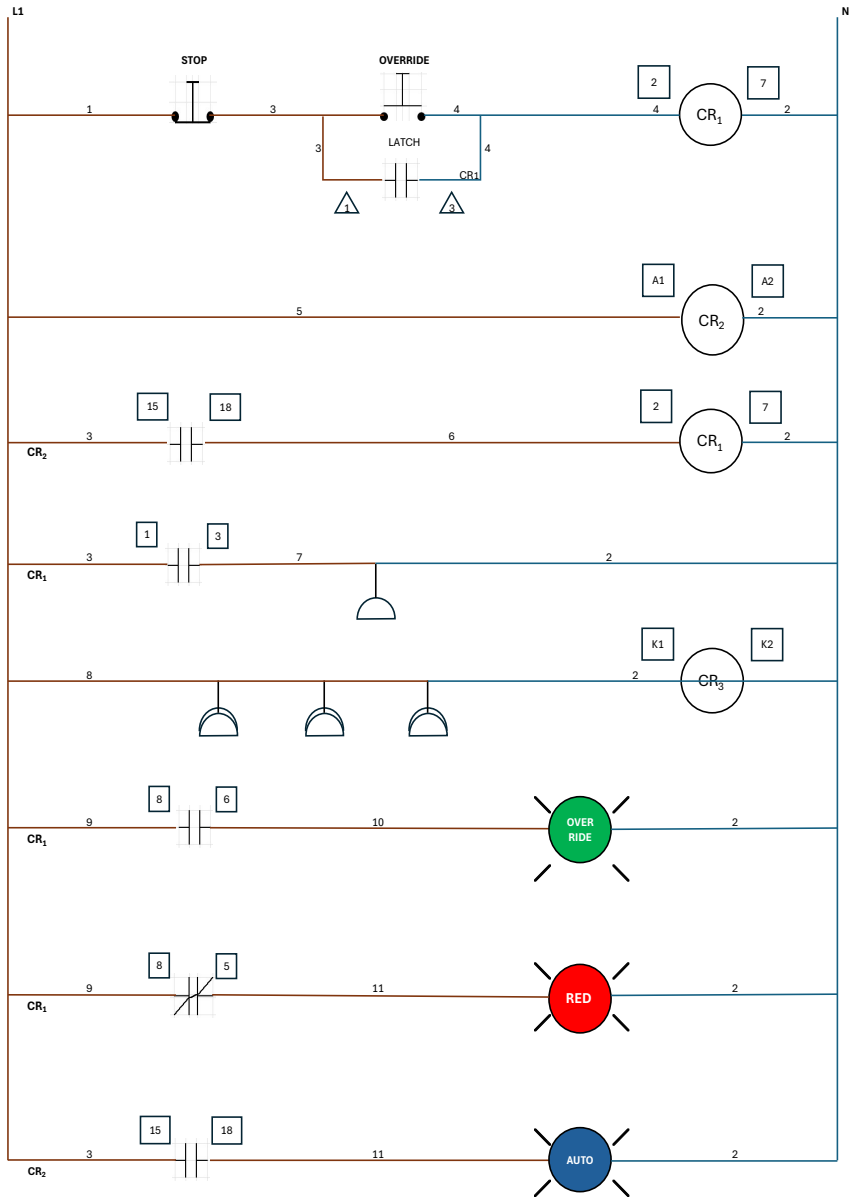 L1 N
STOP OVERRIDE
2 7
1 3 4 4 CR1 2
LATCH
3 4
CR1
1 3
A1 A2
5 CR2 2
15 18 2 7
3 6 CR1 2
CR2
1 3
3 7 2
CR1
K1 K2
8 2 CR3
8 6
9 10 OVER 2
RIDE
CR1
8 5
9 11 RED 2
CR1
15 18
3 11 AUTO 2
CR2